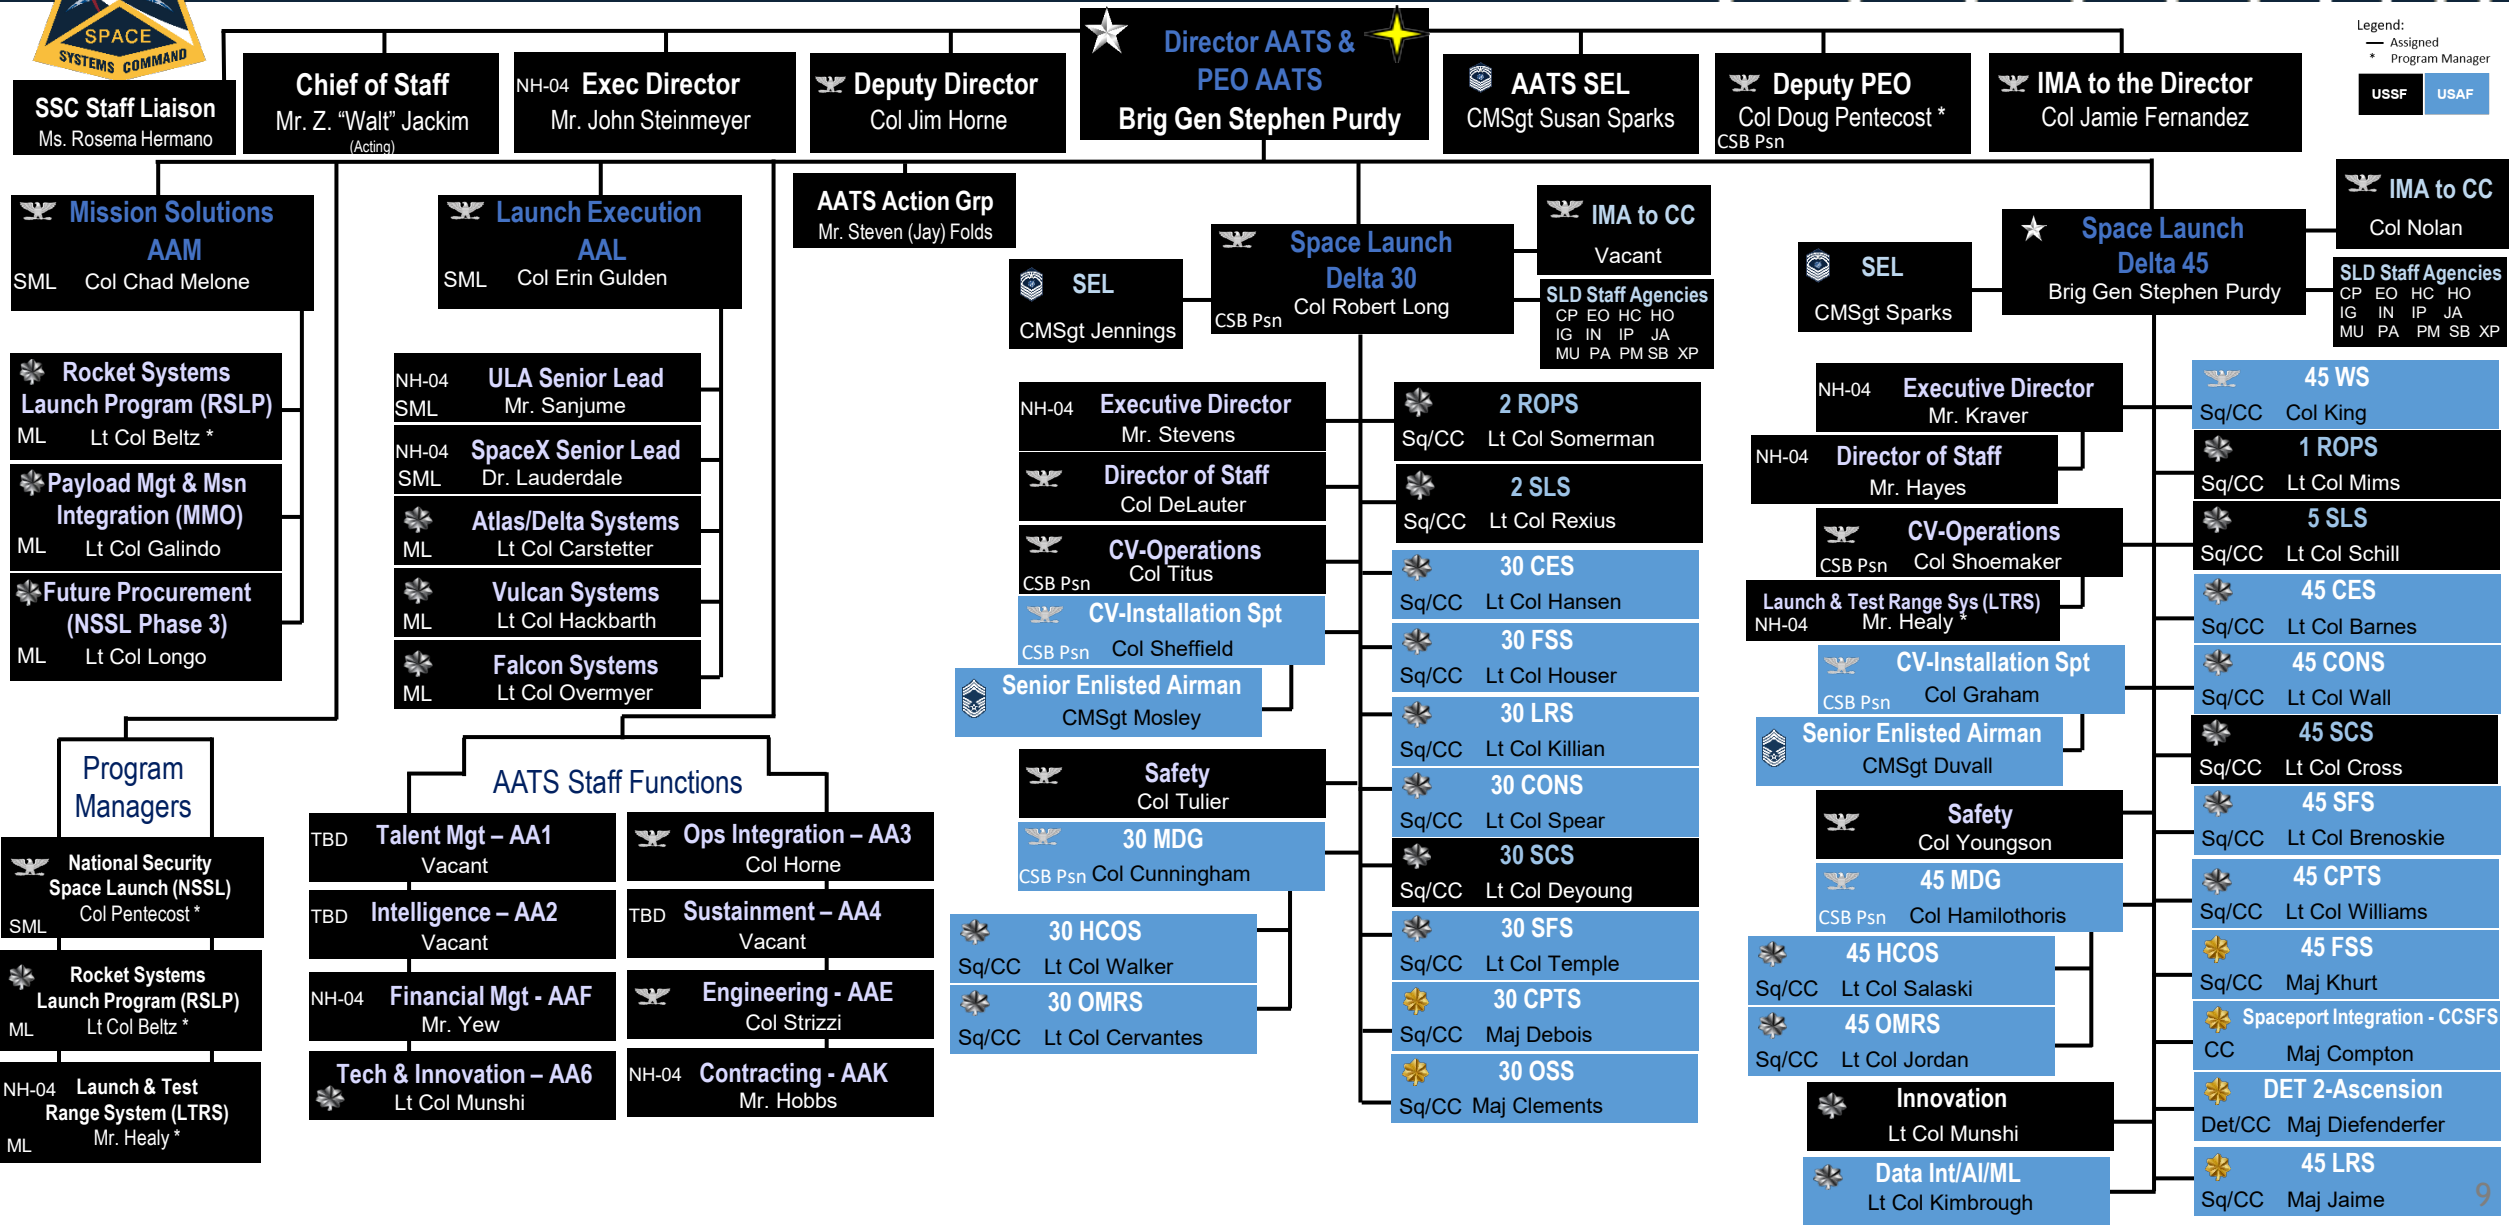 SPACE
SYSTEMS COMMAND
Director AATS &
PEO AATS
Brig Gen Stephen Purdy
Legend:
Assigned
* Program Manager
USSF
USAF
SSC Staff Liaison
Ms. Rosema Hermano
Chief of Staff
Mr. Z. “Walt” Jackim
(Acting)
NH-04 Exec Director
Mr. John Steinmeyer
Deputy Director
Col Jim Horne
AATS SEL
CMSgt Susan Sparks
Deputy PEO
Col Doug Pentecost *
CSB Psn
IMA to the Director
Col Jamie Fernandez
Mission Solutions
AAM
SML Col Chad Melone
Rocket Systems
Launch Program (RSLP)
ML Lt Col Beltz *
Payload Mgt & Msn
Integration (MMO)
ML Lt Col Galindo
Future Procurement
(NSSL Phase 3)
ML Lt Col Longo
Launch Execution
AAL
SML Col Erin Gulden
NH-04 ULA Senior Lead
SML Mr. Sanjume
NH-04 SpaceX Senior Lead
SML Dr. Lauderdale
Atlas/Delta Systems
ML Lt Col Carstetter
Vulcan Systems
ML Lt Col Hackbarth
Falcon Systems
ML Lt Col Overmyer
AATS Action Grp
Mr. Steven (Jay) Folds
Program
Managers
National Security
Space Launch (NSSL)
Col Pentecost *
SML
Rocket Systems
Launch Program (RSLP)
ML Lt Col Beltz *
NH-04 Launch & Test
Range System (LTRS)
Mr. Healy *
ML
AATS Staff Functions
TBD Talent Mgt – AA1
Vacant
Ops Integration – AA3
Col Horne
TBD Intelligence – AA2
Vacant
TBD Sustainment – AA4
Vacant
NH-04 Financial Mgt - AAF
Mr. Yew
Engineering - AAE
Col Strizzi
Tech & Innovation – AA6
Lt Col Munshi
NH-04 Contracting - AAK
Mr. Hobbs
Space Launch
Delta 30
Col Robert Long
CSB Psn
IMA to CC
Vacant
SEL
CMSgt Jennings
SLD Staff Agencies
CP EO HC HO
IG IN IP JA
MU PA PM SB XP
NH-04 Executive Director
Mr. Stevens
Director of Staff
Col DeLauter
CV-Operations
Col Titus
CSB Psn
CV-Installation Spt
CSB Psn Col Sheffield
Senior Enlisted Airman
CMSgt Mosley
Safety
Col Tulier
30 MDG
CSB Psn Col Cunningham
30 HCOS
Sq/CC Lt Col Walker
30 OMRS
Sq/CC Lt Col Cervantes
2 ROPS
Sq/CC Lt Col Somerman
2 SLS
Sq/CC Lt Col Rexius
30 CES
Sq/CC Lt Col Hansen
30 FSS
Sq/CC Lt Col Houser
30 LRS
Sq/CC Lt Col Killian
30 CONS
Sq/CC Lt Col Spear
30 SCS
Sq/CC Lt Col Deyoung
30 SFS
Sq/CC Lt Col Temple
30 CPTS
Sq/CC Maj Debois
30 OSS
Sq/CC Maj Clements
Space Launch
Delta 45
Brig Gen Stephen Purdy
IMA to CC
Col Nolan
SEL
CMSgt Sparks
SLD Staff Agencies
CP EO HC HO
IG IN IP JA
MU PA PM SB XP
NH-04 Executive Director
Mr. Kraver
NH-04 Director of Staff
Mr. Hayes
CV-Operations
CSB Psn Col Shoemaker
Launch & Test Range Sys (LTRS)
NH-04 Mr. Healy *
CV-Installation Spt
CSB Psn Col Graham
Senior Enlisted Airman
CMSgt Duvall
Safety
Col Youngson
45 MDG
CSB Psn Col Hamilothoris
45 HCOS
Sq/CC Lt Col Salaski
45 OMRS
Sq/CC Lt Col Jordan
Innovation
Lt Col Munshi
Data Int/AI/ML
Lt Col Kimbrough
45 WS
Sq/CC Col King
1 ROPS
Sq/CC Lt Col Mims
5 SLS
Sq/CC Lt Col Schill
45 CES
Sq/CC Lt Col Barnes
45 CONS
Sq/CC Lt Col Wall
45 SCS
Sq/CC Lt Col Cross
45 SFS
Sq/CC Lt Col Brenoskie
45 CPTS
Sq/CC Lt Col Williams
45 FSS
Sq/CC Maj Khurt
Spaceport Integration - CCSFS
CC Maj Compton
DET 2-Ascension
Det/CC Maj Diefenderfer
45 LRS
Sq/CC Maj Jaime
9